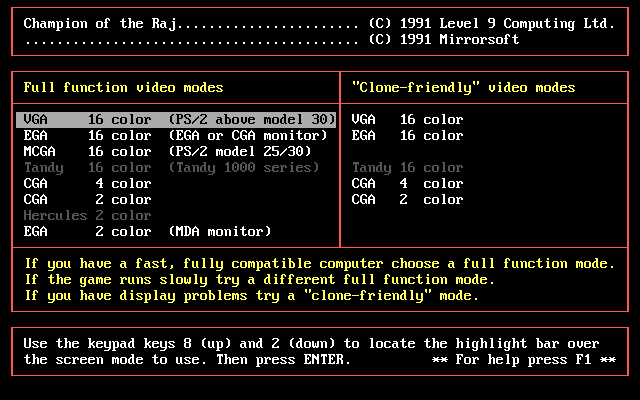 Champion of the Raj....................... (C) 1991 Level 9 Computing Ltd.
.......................................... (C) 1991 Mirrorsoft
Full function video modes
VGA 16 color (PS/2 above model 30)
EGA 16 color (EGA or CGA monitor)
MCGA 16 color (PS/2 model 25/30)
Tandy 16 color (Tandy 1000 series)
CGA 4 color
CGA 2 color
Hercules 2 color
EGA 2 color (MDA monitor)
"Clone-friendly" video modes
VGA 16 color
EGA 16 color
Tandy 16 color
CGA 4 color
CGA 2 color
If you have a fast, fully compatible computer choose a full function mode.
If the game runs slowly try a different full function mode.
If you have display problems try a "clone-friendly" mode.
Use the keypad keys 8 (up) and 2 (down) to locate the highlight bar over
the screen mode to use. Then press ENTER. ** For help press F1 **